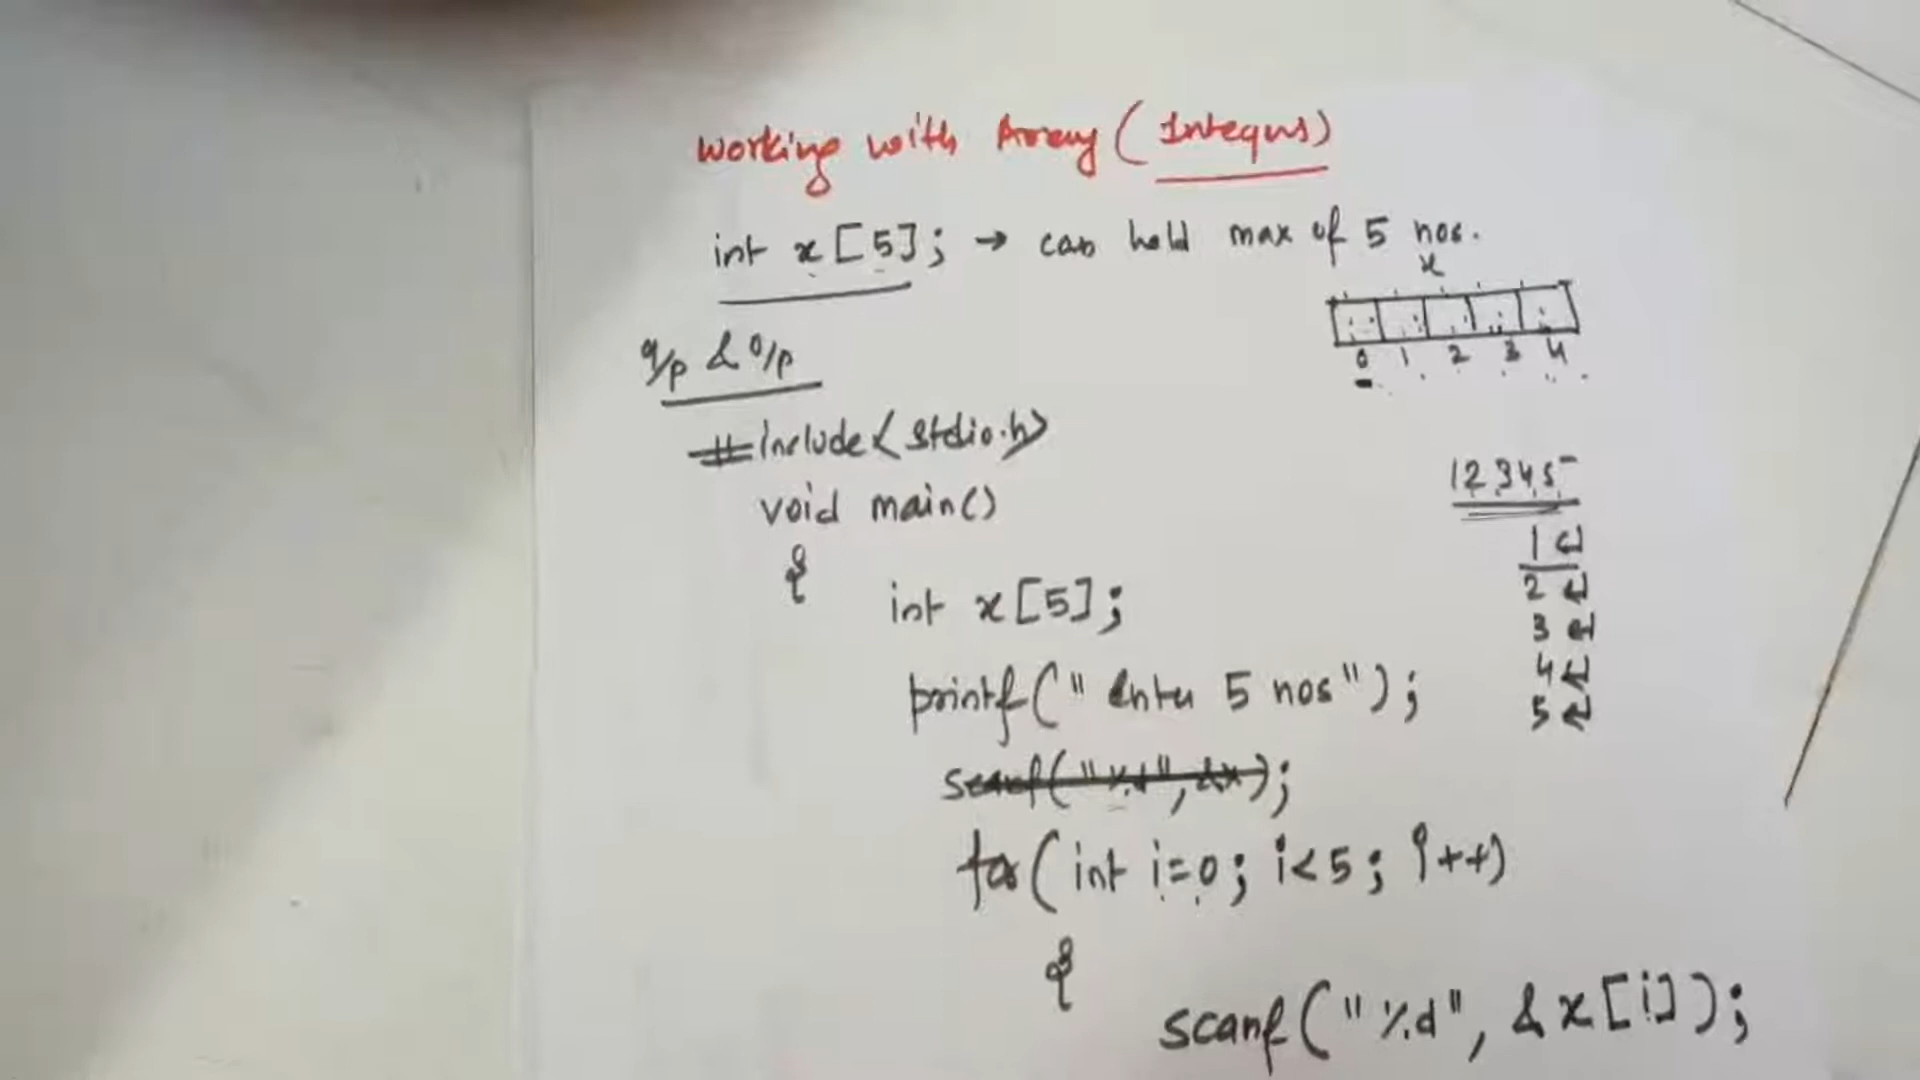 Working with Array (Integers)
int x[5]; → can hold max of 5 nos.
x
0 1 2 3 4
I/p & O/p
#include<stdio.h>
void main()
12345
{
1↵
int x[5];
2↵
3↵
4↵
printf("Enter 5 nos");
5↵
scanf("%d", &x);
for(int i=0; i<5; i++)
{
scanf("%d", &x[i]);